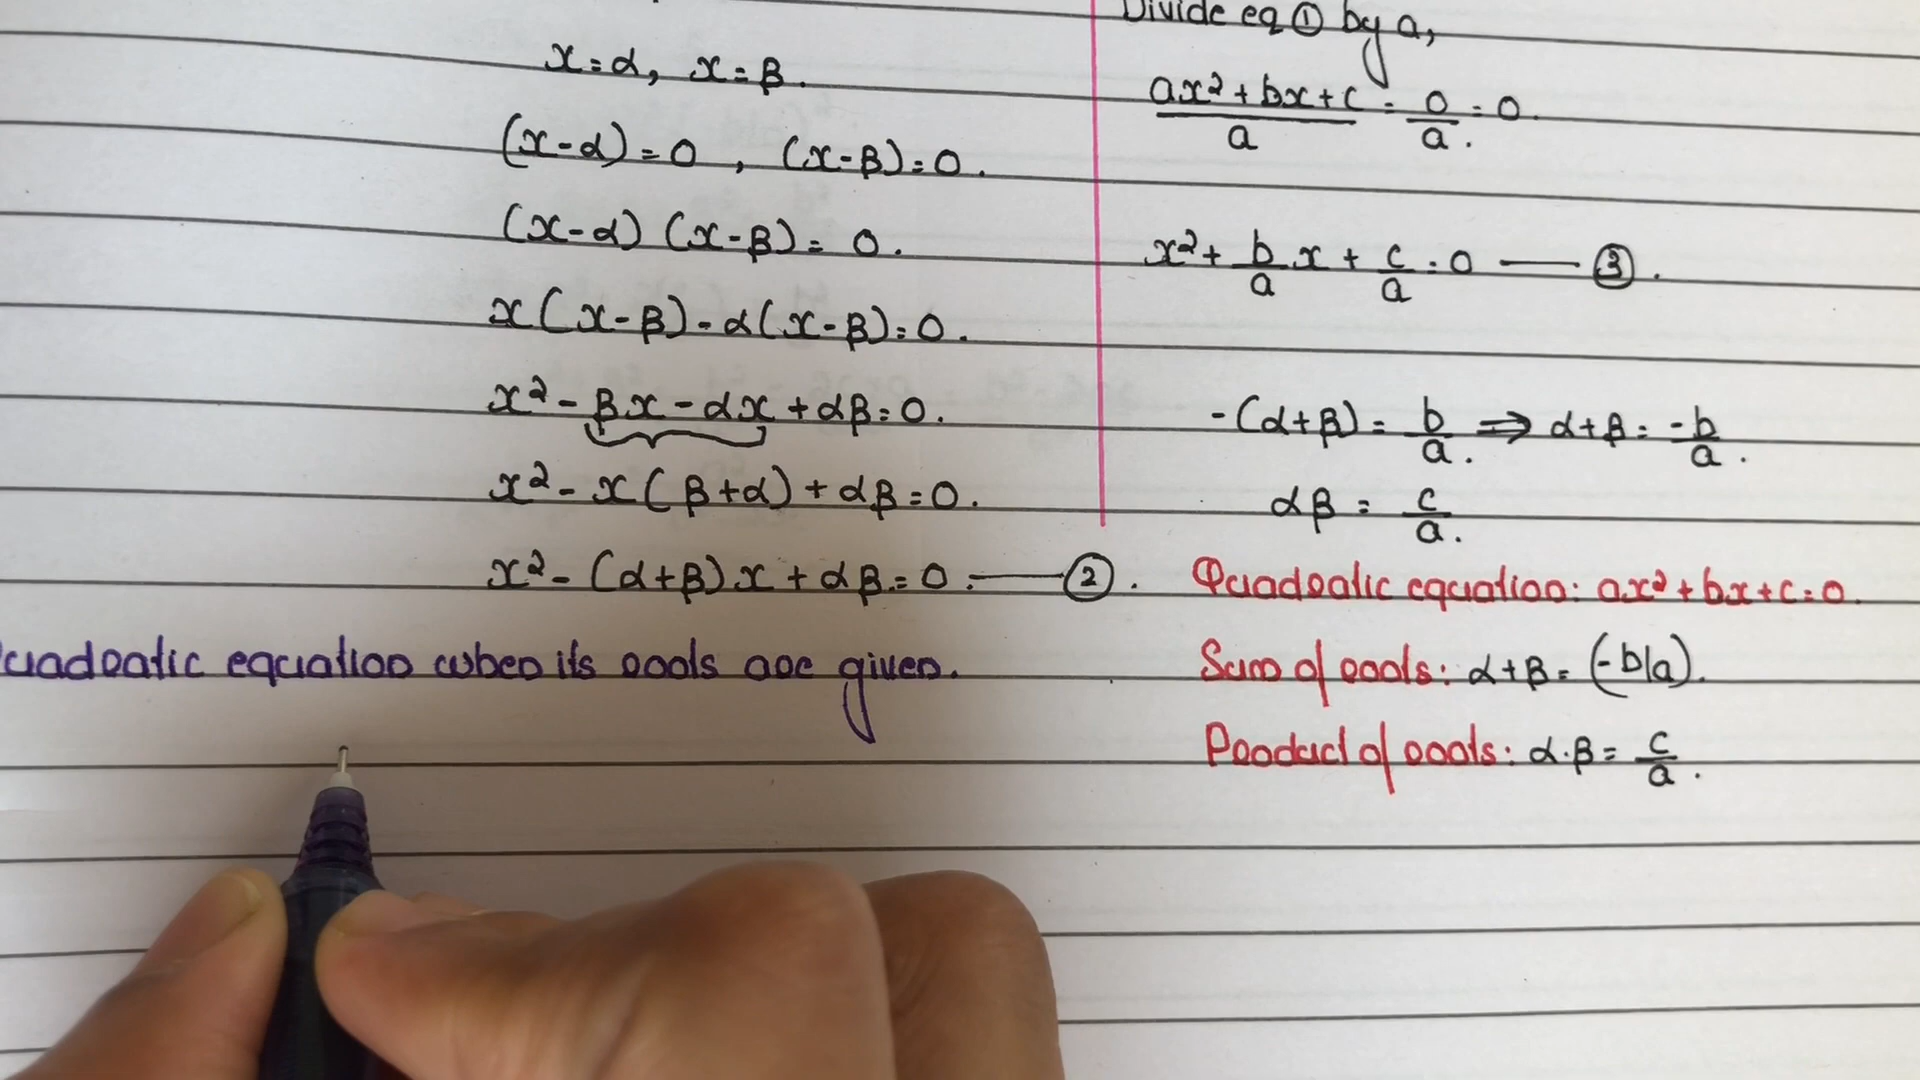 x = α, x = β.
(x-α) = 0, (x-β) = 0.
(x-α) (x-β) = 0.
x(x-β) - α(x-β) = 0.
x² - βx - αx + αβ = 0.
x² - x(β+α) + αβ = 0.
x² - (α+β)x + αβ = 0. — ②.
Quadratic equation when its roots are given.
Divide eq ① by a,
ax² + bx + c / a = 0/a = 0.
x² + b/a x + c/a = 0 — ③.
-(α+β) = b/a. ⇒ α+β = -b/a.
αβ = c/a.
Quadratic equation: ax² + bx + c = 0.
Sum of roots: α+β = (-b/a).
Product of roots: α·β = c/a.